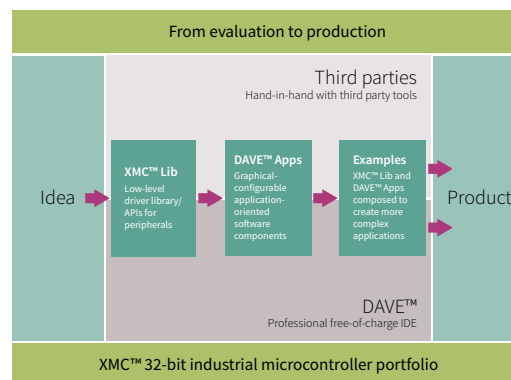 From evaluation to production
Third parties
Hand-in-hand with third party tools
Idea
XMC™ Lib
Low-level
driver library/
APIs for
peripherals
DAVE™ Apps
Graphical-
configurable
application-
oriented
software
components
Examples
XMC™ Lib and
DAVE™ Apps
composed to
create more
complex
applications
Product
DAVE™
Professional free-of-charge IDE
XMC™ 32-bit industrial microcontroller portfolio